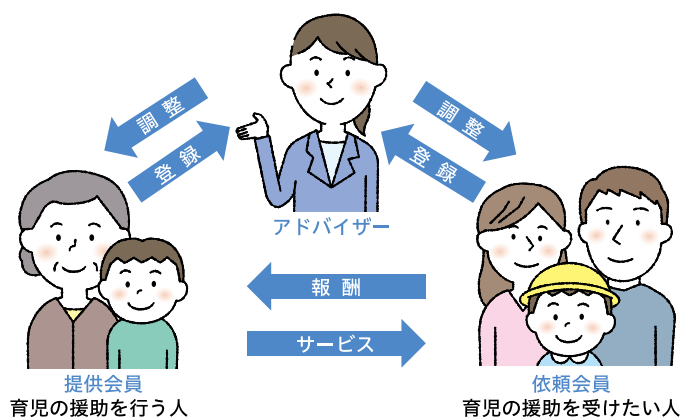 調整
調整
登録
登録
アドバイザー
報酬
サービス
提供会員
育児の援助を行う人
依頼会員
育児の援助を受けたい人